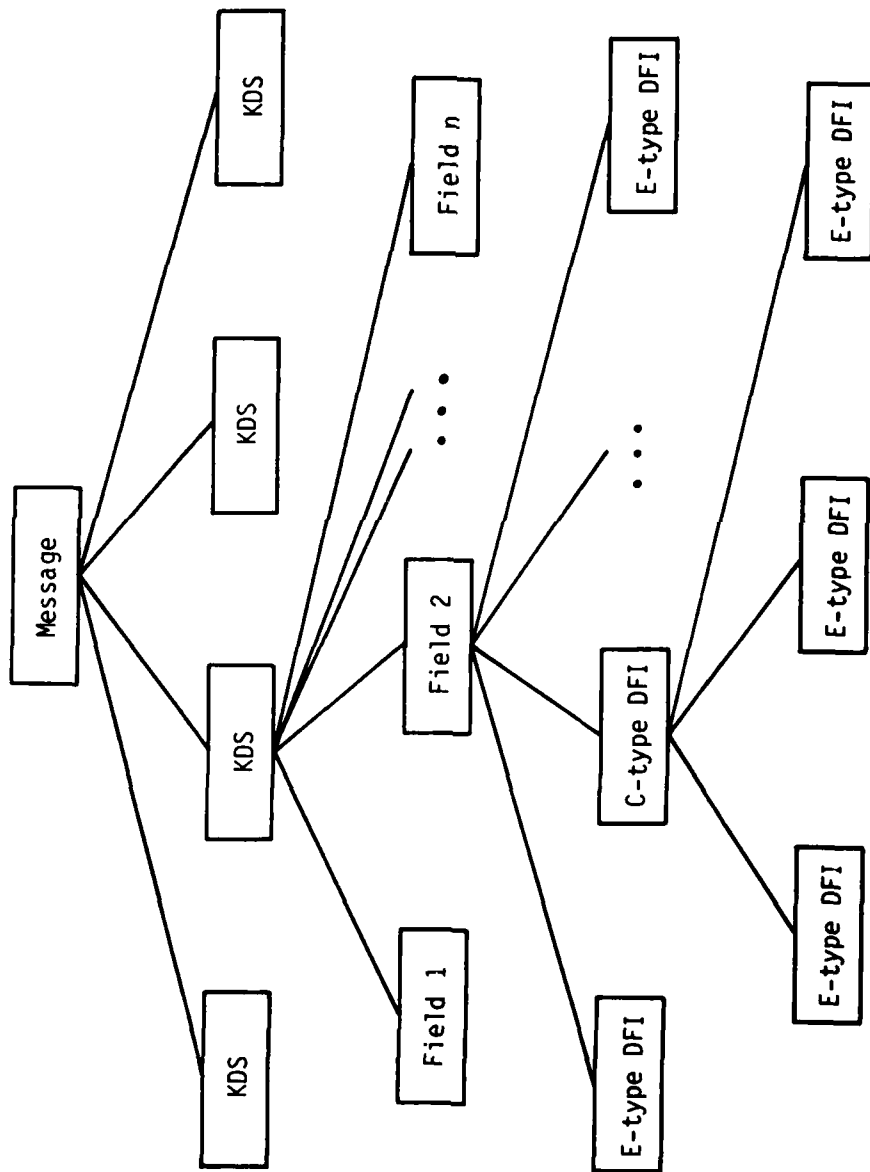 Message
KDS
KDS
KDS
KDS
Field 1
Field 2
...
Field n
E-type DFI
C-type DFI
...
E-type DFI
E-type DFI
E-type DFI
E-type DFI